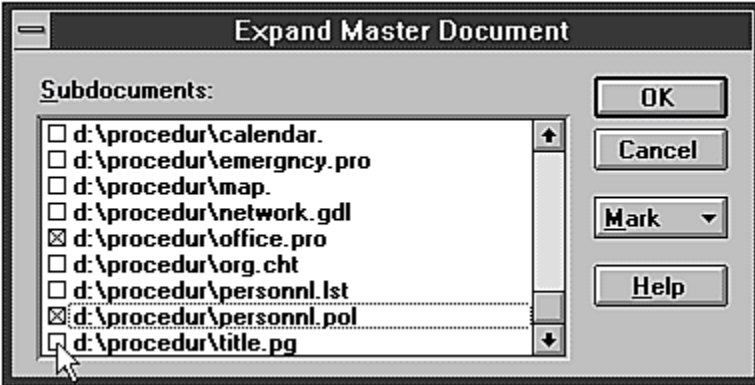 Expand Master Document
Subdocuments:
d:\procedur\calendar.
d:\procedur\emergncy.pro
d:\procedur\map.
d:\procedur\network.gdl
d:\procedur\office.pro
d:\procedur\org.cht
d:\procedur\personnl.lst
d:\procedur\personnl.pol
d:\procedur\title.pg
OK
Cancel
Mark
Help